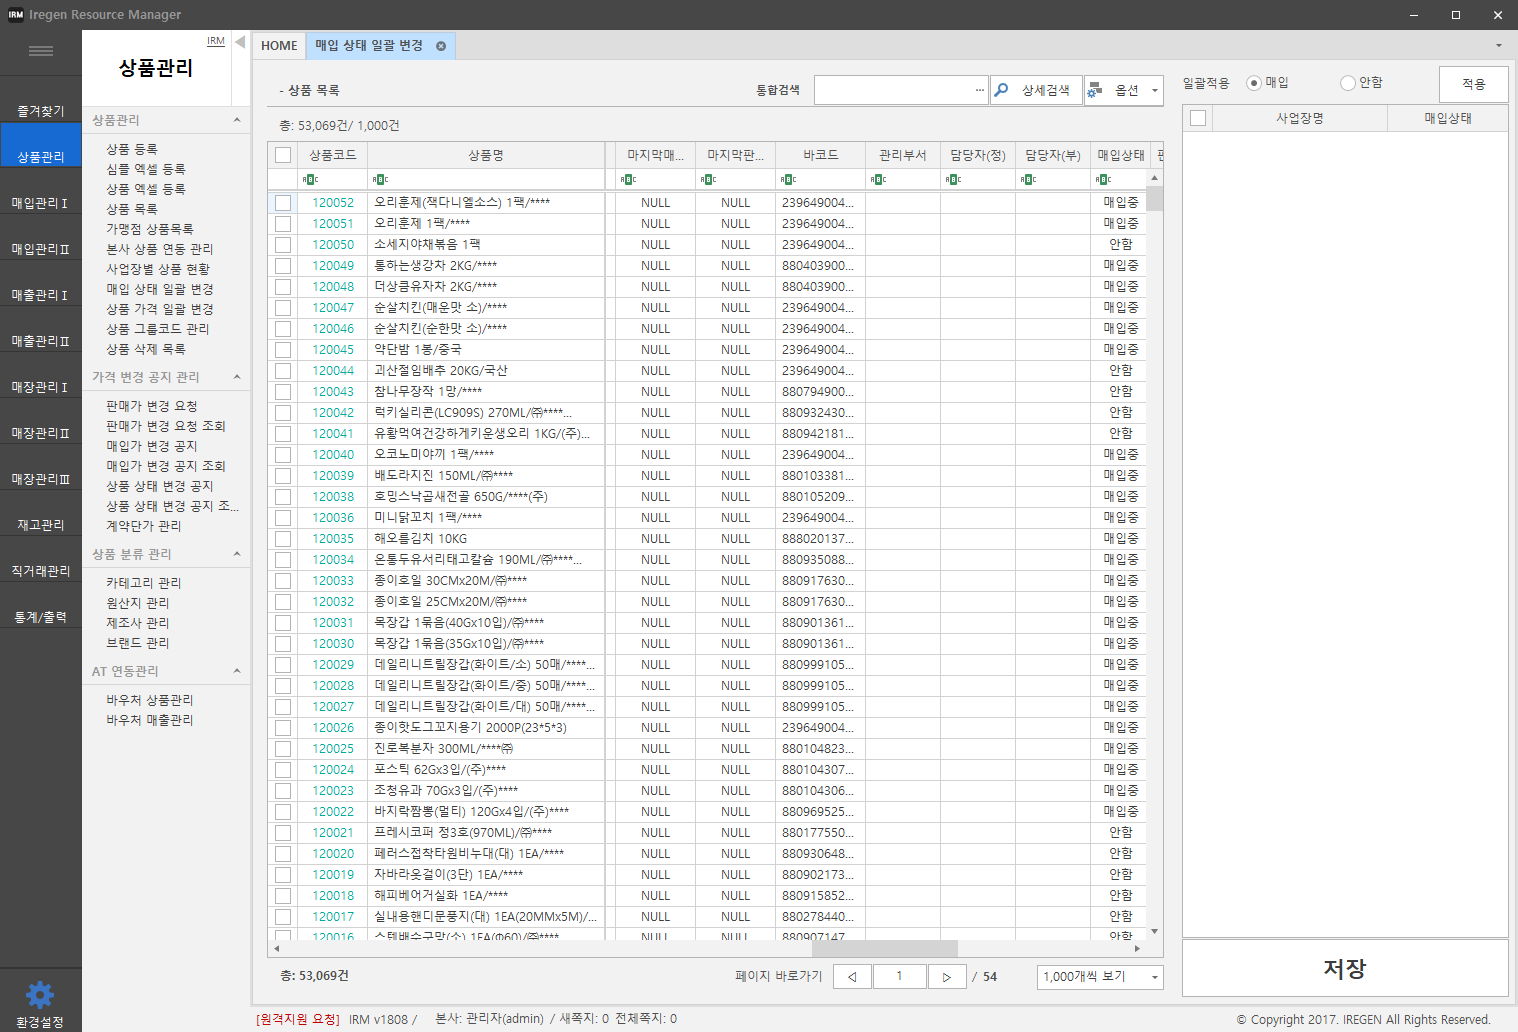 IRM Iregen Resource Manager
IRM
상품관리
즐겨찾기
상품관리
매입관리Ⅰ
매입관리Ⅱ
매출관리Ⅰ
매출관리Ⅱ
매장관리Ⅰ
매장관리Ⅱ
매장관리Ⅲ
재고관리
직거래관리
통계/출력
환경설정
상품관리
상품 등록
심플 엑셀 등록
상품 엑셀 등록
상품 목록
가맹점 상품목록
본사 상품 연동 관리
사업장별 상품 현황
매입 상태 일괄 변경
상품 가격 일괄 변경
상품 그룹코드 관리
상품 삭제 목록
가격 변경 공지 관리
판매가 변경 요청
판매가 변경 요청 조회
매입가 변경 공지
매입가 변경 공지 조회
상품 상태 변경 공지
상품 상태 변경 공지 조...
계약단가 관리
상품 분류 관리
카테고리 관리
원산지 관리
제조사 관리
브랜드 관리
AT 연동관리
바우처 상품관리
바우처 매출관리
HOME 매입 상태 일괄 변경
- 상품 목록 통합검색 ... 상세검색 옵션
총: 53,069건/ 1,000건
상품코드 상품명 마지막매... 마지막판... 바코드 관리부서 담당자(정) 담당자(부) 매입상태
120052 오리훈제(잭다니엘소스) 1팩/**** NULL NULL 239649004... 매입중
120051 오리훈제 1팩/**** NULL NULL 239649004... 매입중
120050 소세지야채볶음 1팩 NULL NULL 239649004... 안함
120049 통하는생강차 2KG/**** NULL NULL 880403900... 매입중
120048 더상큼유자차 2KG/**** NULL NULL 880403900... 매입중
120047 순살치킨(매운맛 소)/**** NULL NULL 239649004... 매입중
120046 순살치킨(순한맛 소)/**** NULL NULL 239649004... 매입중
120045 약단밤 1봉/중국 NULL NULL 239649004... 매입중
120044 괴산절임배추 20KG/국산 NULL NULL 239649004... 안함
120043 참나무장작 1망/**** NULL NULL 880794900... 안함
120042 럭키실리콘(LC909S) 270ML/㈜****... NULL NULL 880932430... 안함
120041 유황먹여건강하게키운생오리 1KG/(주)... NULL NULL 880942181... 안함
120040 오코노미야끼 1팩/**** NULL NULL 239649004... 매입중
120039 배도라지진 150ML/㈜**** NULL NULL 880103381... 매입중
120038 호밍스낙곱새전골 650G/****(주) NULL NULL 880105209... 매입중
120036 미니닭꼬치 1팩/**** NULL NULL 239649004... 매입중
120035 해오름김치 10KG NULL NULL 888020137... 매입중
120034 온통두유서리태고칼슘 190ML/㈜****... NULL NULL 880935088... 매입중
120033 종이호일 30CMx20M/㈜**** NULL NULL 880917630... 매입중
120032 종이호일 25CMx20M/㈜**** NULL NULL 880917630... 매입중
120031 목장갑 1묶음(40Gx10입)/㈜**** NULL NULL 880901361... 매입중
120030 목장갑 1묶음(35Gx10입)/㈜**** NULL NULL 880901361... 매입중
120029 데일리니트릴장갑(화이트/소) 50매/****... NULL NULL 880999105... 매입중
120028 데일리니트릴장갑(화이트/중) 50매/****... NULL NULL 880999105... 매입중
120027 데일리니트릴장갑(화이트/대) 50매/****... NULL NULL 880999105... 매입중
120026 종이핫도그꼬지용기 2000P(23*5*3) NULL NULL 239649004... 매입중
120025 진로복분자 300ML/****㈜ NULL NULL 880104823... 매입중
120024 포스틱 62Gx3입/(주)**** NULL NULL 880104307... 매입중
120023 조청유과 70Gx3입/(주)**** NULL NULL 880104306... 매입중
120022 바지락짬뽕(멀티) 120Gx4입/(주)**** NULL NULL 880969525... 매입중
120021 프레시코퍼 정3호(970ML)/㈜**** NULL NULL 880177550... 안함
120020 페러스접착타원비누대(대) 1EA/**** NULL NULL 880930648... 안함
120019 자바라옷걸이(3단) 1EA/**** NULL NULL 880902173... 안함
120018 해피베어거실화 1EA/**** NULL NULL 880915852... 안함
120017 실내용핸디문풍지(대) 1EA(20MMx5M)/... NULL NULL 880278440... 안함
120016 스텐배수구망(소) 1EA(Φ60)/㈜**** NULL NULL 880907147... 안함
총: 53,069건 페이지 바로가기 1 / 54 1,000개씩 보기
일괄적용 매입 안함 적용
사업장명 매입상태
저장
[원격지원 요청] IRM v1808 / 본사: 관리자(admin) / 새쪽지: 0 전체쪽지: 0 © Copyright 2017. IREGEN All Rights Reserved.